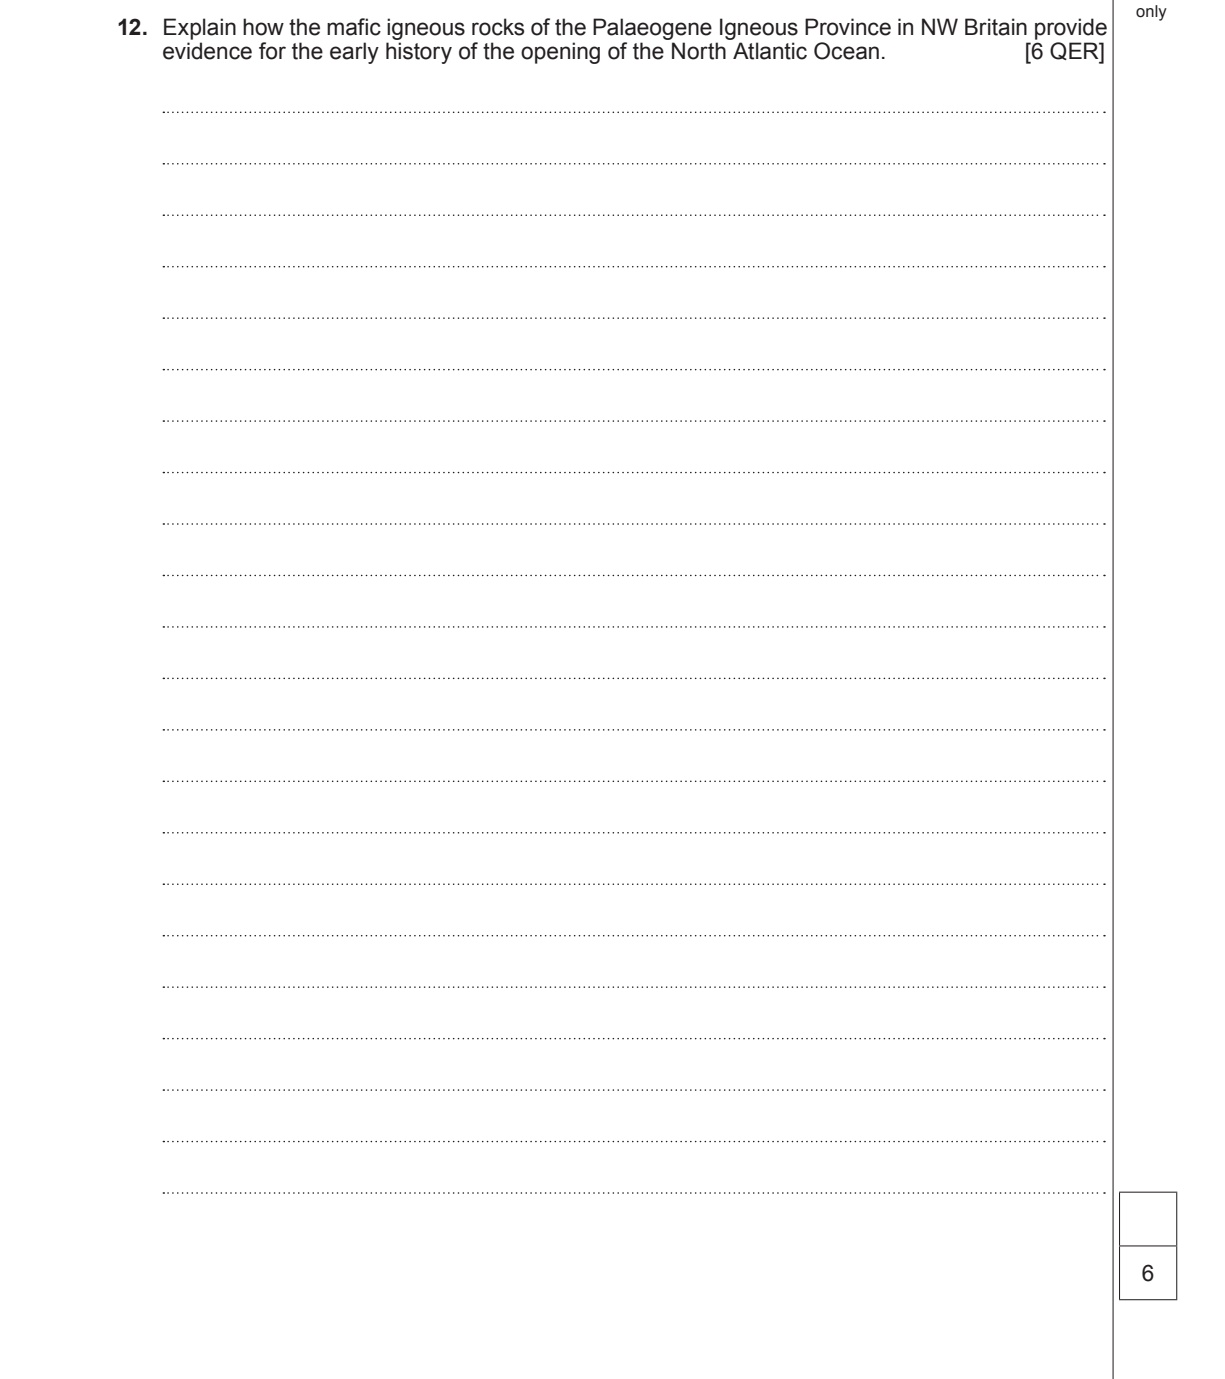 only
12. Explain how the mafic igneous rocks of the Palaeogene Igneous Province in NW Britain provide
evidence for the early history of the opening of the North Atlantic Ocean. [6 QER]
6